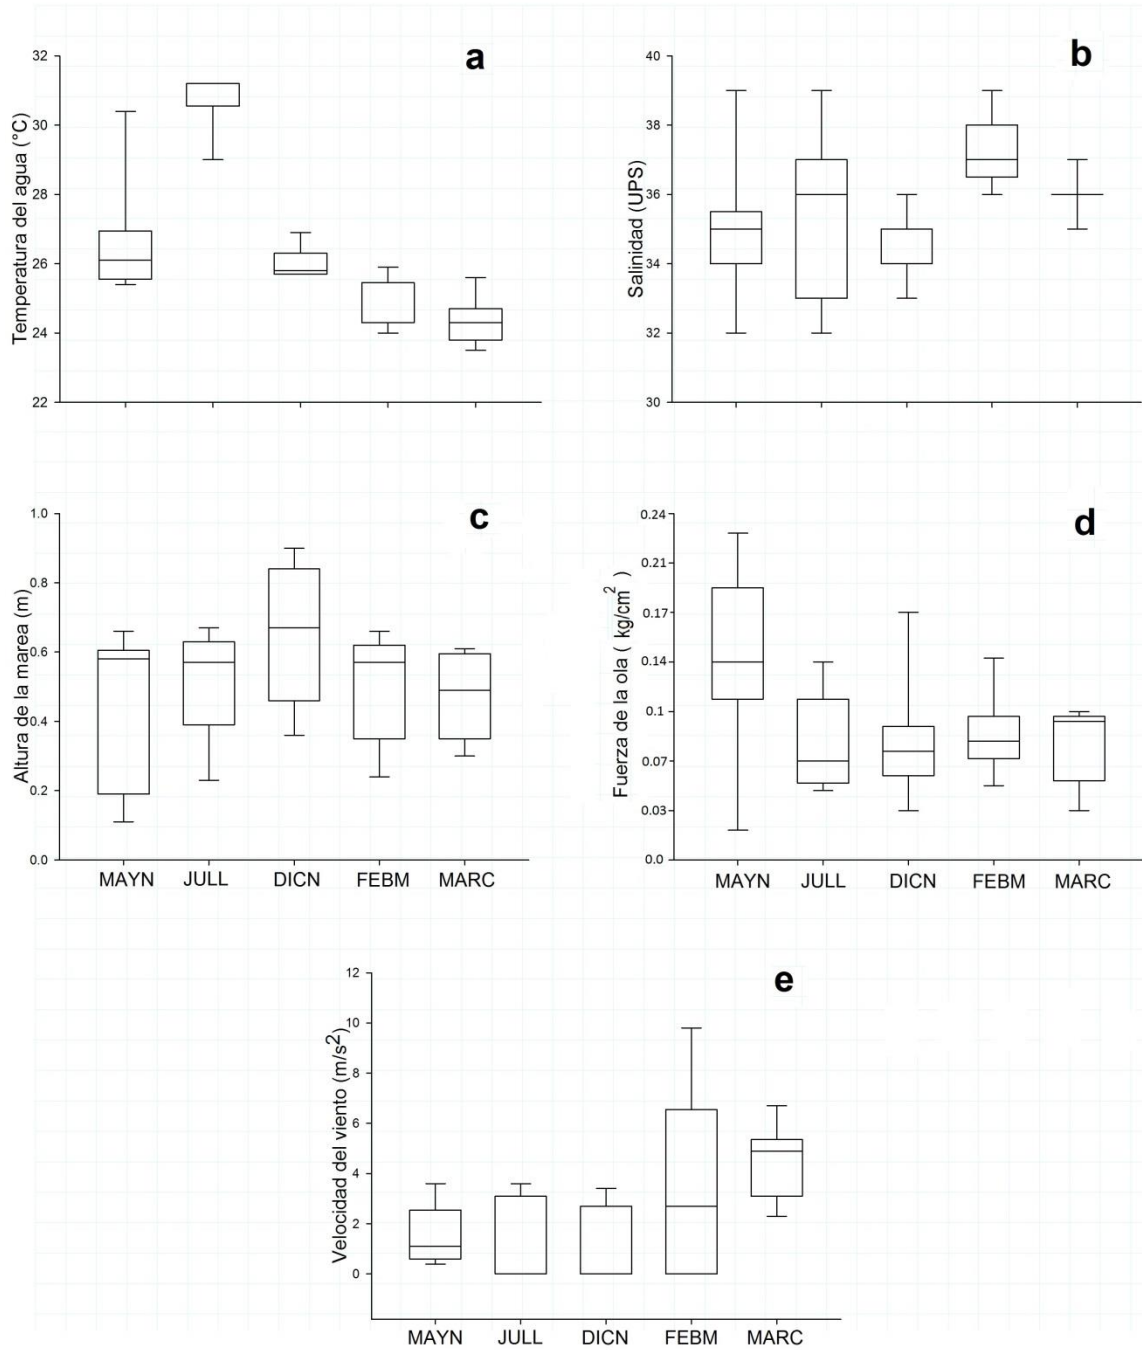 a
32
30
28
26
24
22
Temperatura del agua (°C)
b
40
38
36
34
32
30
Salinidad (UPS)
c
1.0
0.8
0.6
0.4
0.2
0.0
Altura de la marea (m)
MAYN JULL DICN FEBM MARC
d
0.24
0.21
0.17
0.14
0.1
0.07
0.03
0.0
Fuerza de la ola ( kg/cm²)
MAYN JULL DICN FEBM MARC
e
12
10
8
6
4
2
0
Velocidad del viento (m/s²)
MAYN JULL DICN FEBM MARC